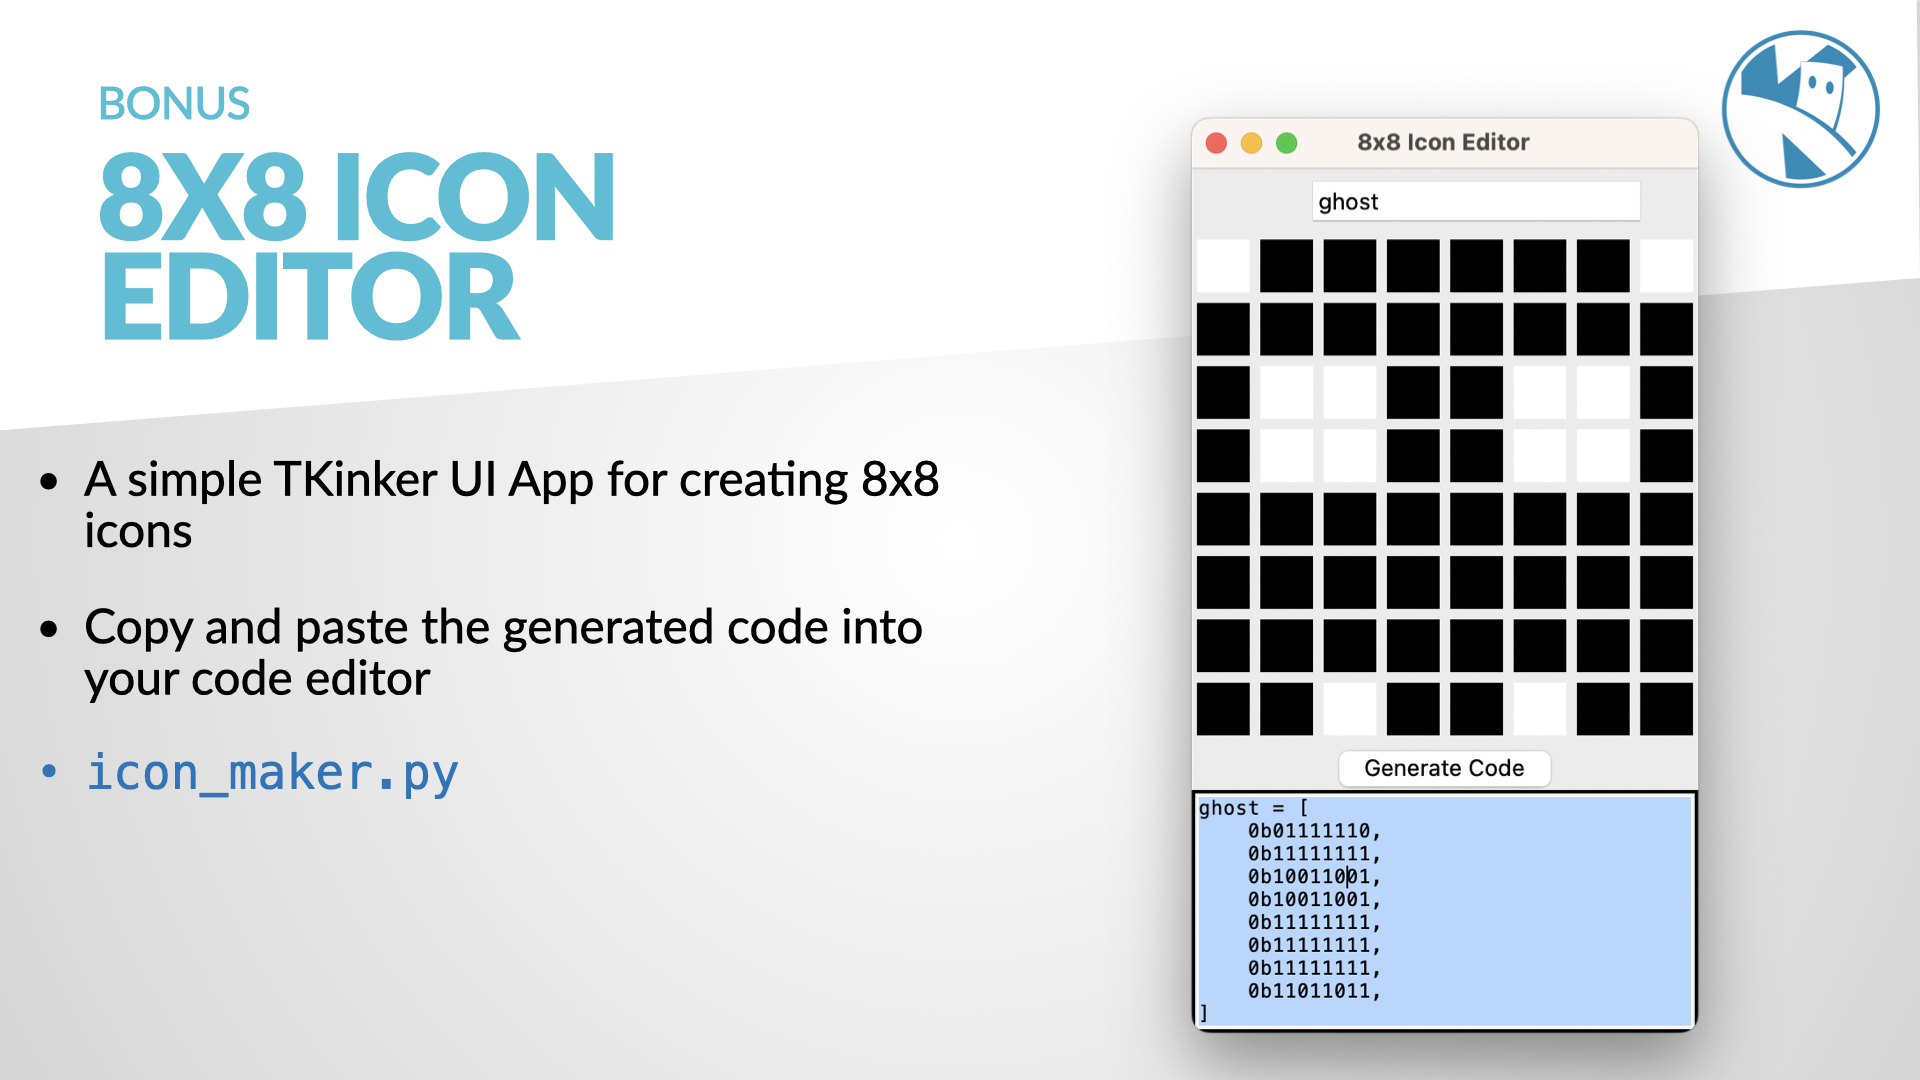 BONUS
8X8 ICON
EDITOR
• A simple TKinker UI App for creating 8x8
icons
• Copy and paste the generated code into
your code editor
• icon_maker.py
8x8 Icon Editor
ghost
Generate Code
ghost = [
    0b01111110,
    0b11111111,
    0b10011001,
    0b10011001,
    0b11111111,
    0b11111111,
    0b11111111,
    0b11011011,
]